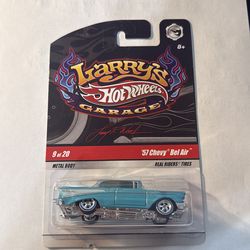 8+
Larry's
Hot Wheels
GARAGE
9 OF 20
'57 Chevy Bel Air
METAL BODY
REAL RIDERS TIRES